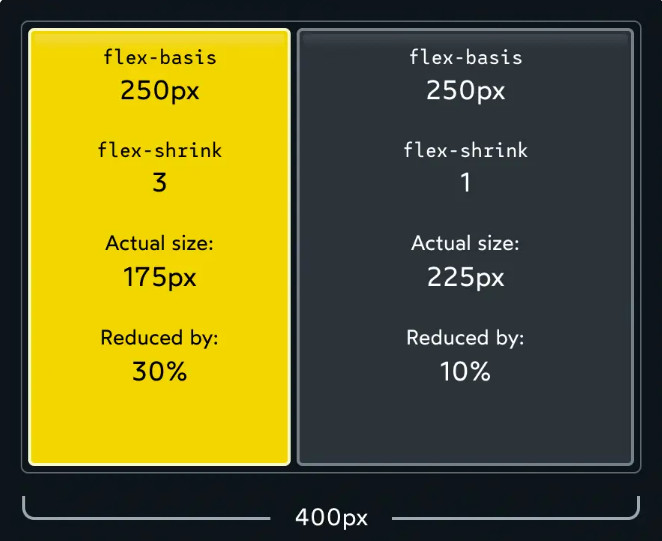 flex-basis
250px
flex-shrink
3
Actual size:
175px
Reduced by:
30%
flex-basis
250px
flex-shrink
1
Actual size:
225px
Reduced by:
10%
400px